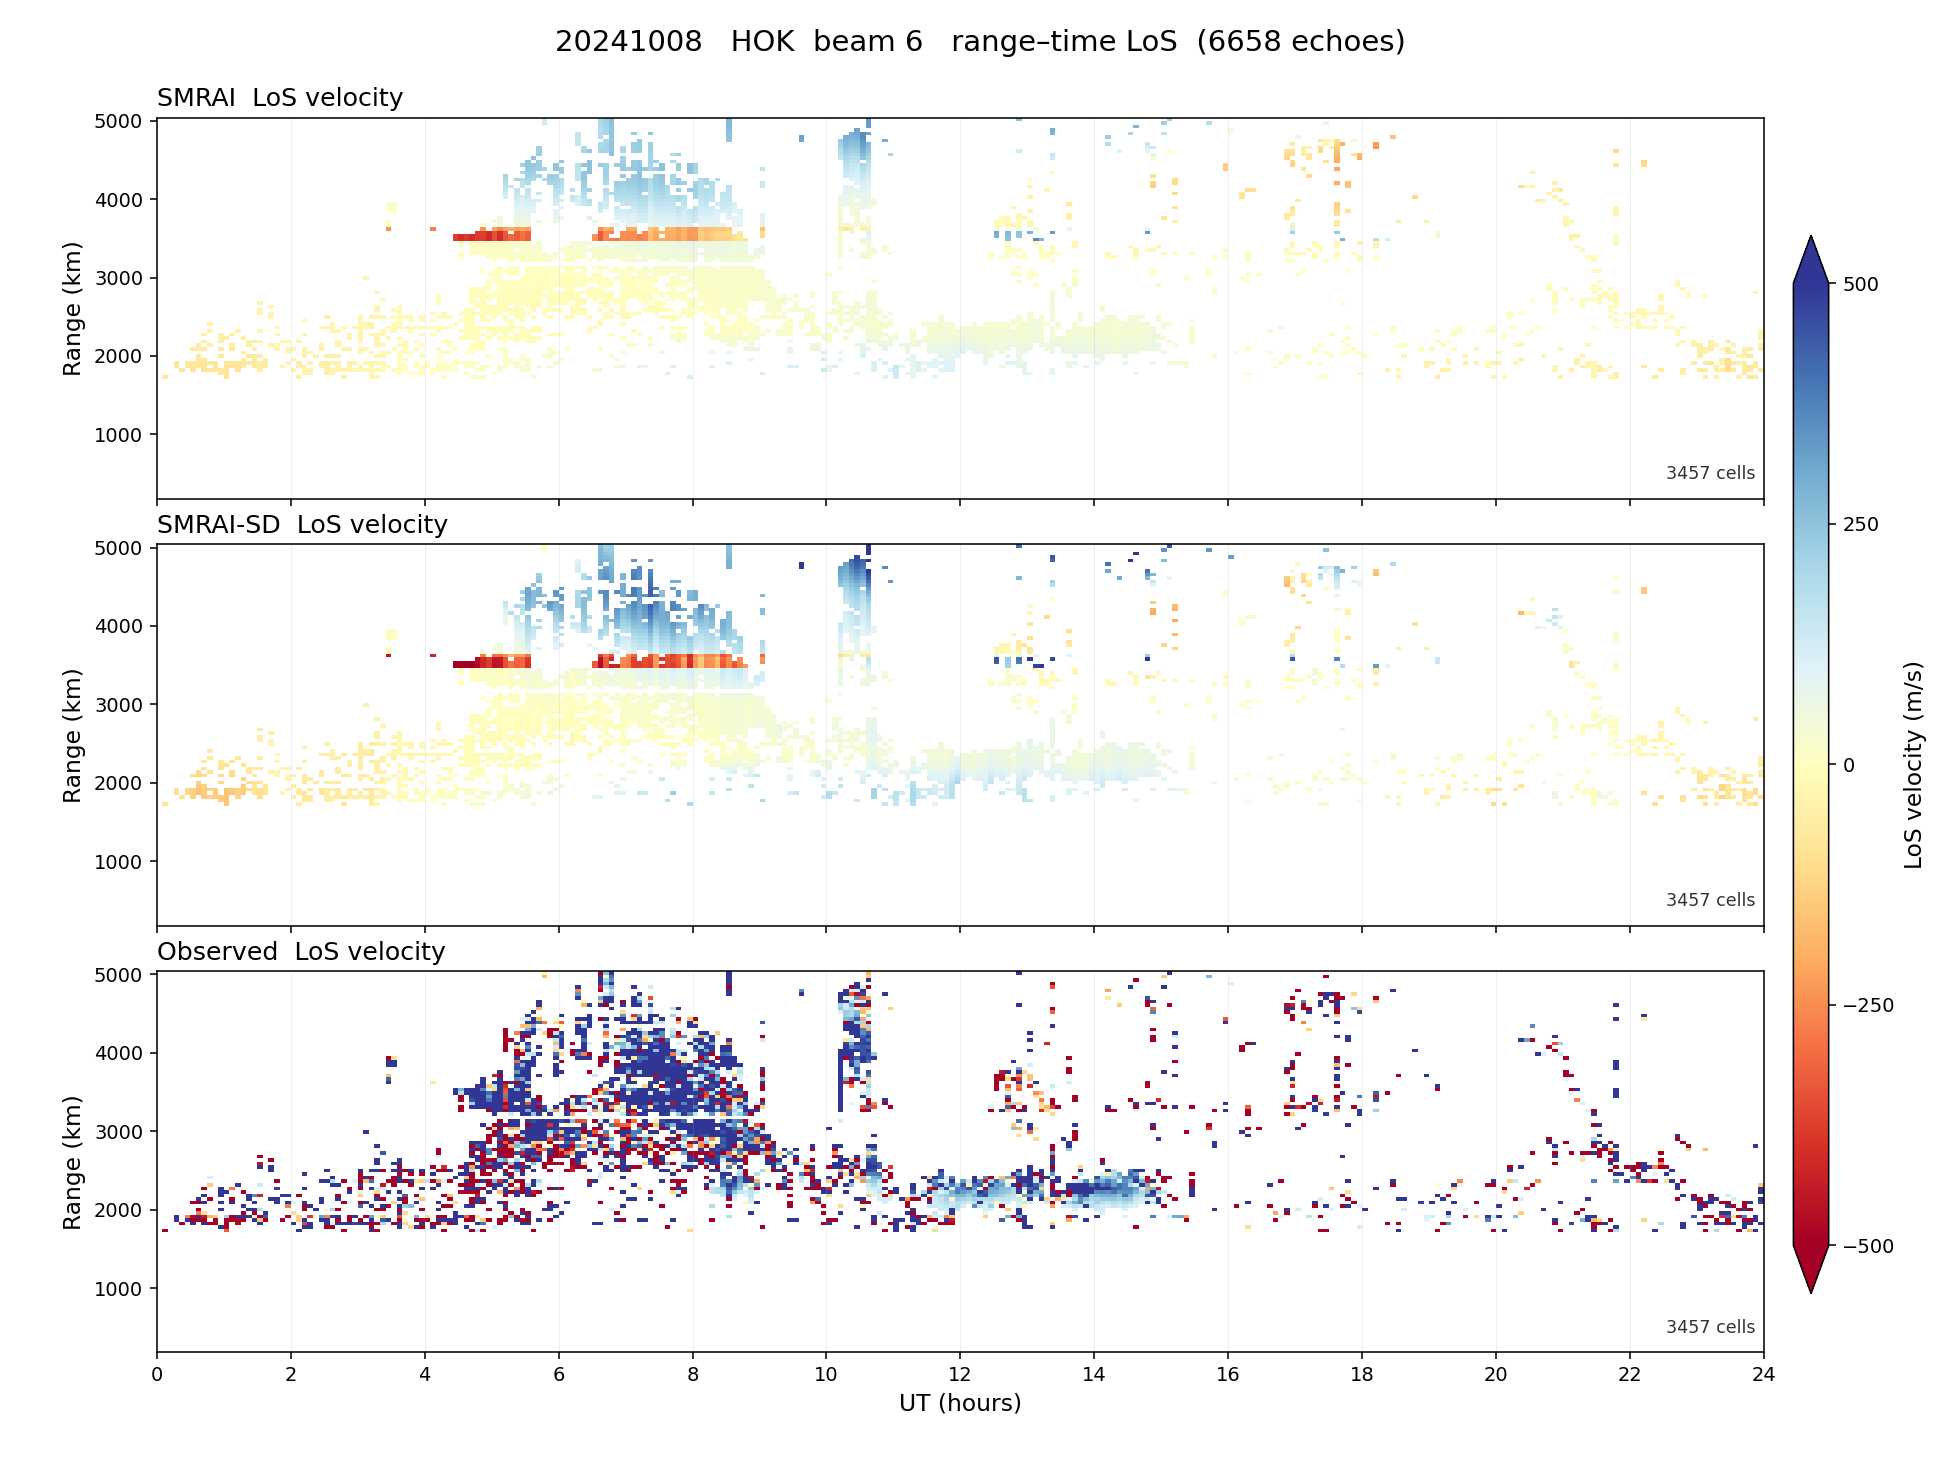 20241008   HOK  beam 6   range–time LoS  (6658 echoes)
SMRAI  LoS velocity
5000
4000
3000
2000
1000
Range (km)
3457 cells
SMRAI-SD  LoS velocity
5000
4000
3000
2000
1000
Range (km)
3457 cells
Observed  LoS velocity
5000
4000
3000
2000
1000
Range (km)
3457 cells
0 2 4 6 8 10 12 14 16 18 20 22 24
UT (hours)
500
250
0
−250
−500
LoS velocity (m/s)